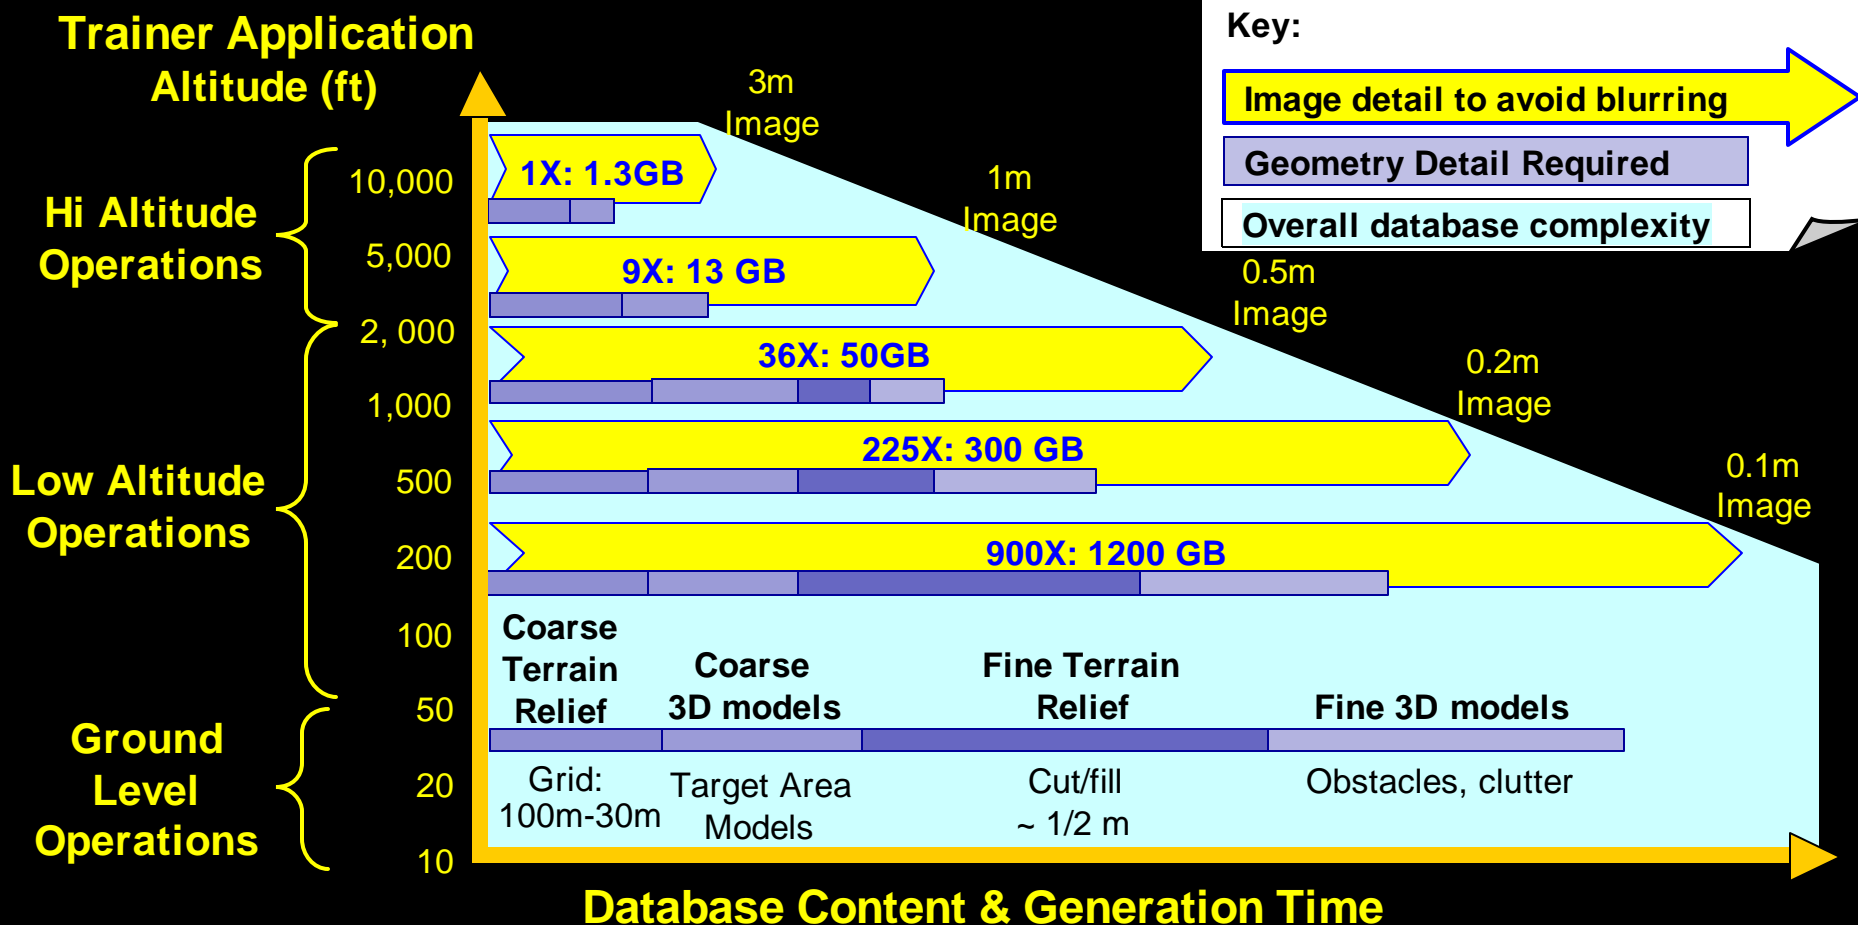 Trainer Application
Altitude (ft)
Key:
Image detail to avoid blurring
Geometry Detail Required
Overall database complexity
3m
Image
1m
Image
0.5m
Image
0.2m
Image
0.1m
Image
Hi Altitude
Operations
Low Altitude
Operations
Ground
Level
Operations
10,000
5,000
2, 000
1,000
500
200
100
50
20
10
1X: 1.3GB
9X: 13 GB
36X: 50GB
225X: 300 GB
900X: 1200 GB
Coarse
Terrain
Relief
Coarse
3D models
Fine Terrain
Relief
Fine 3D models
Grid:
100m-30m
Target Area
Models
Cut/fill
~ 1/2 m
Obstacles, clutter
Database Content & Generation Time